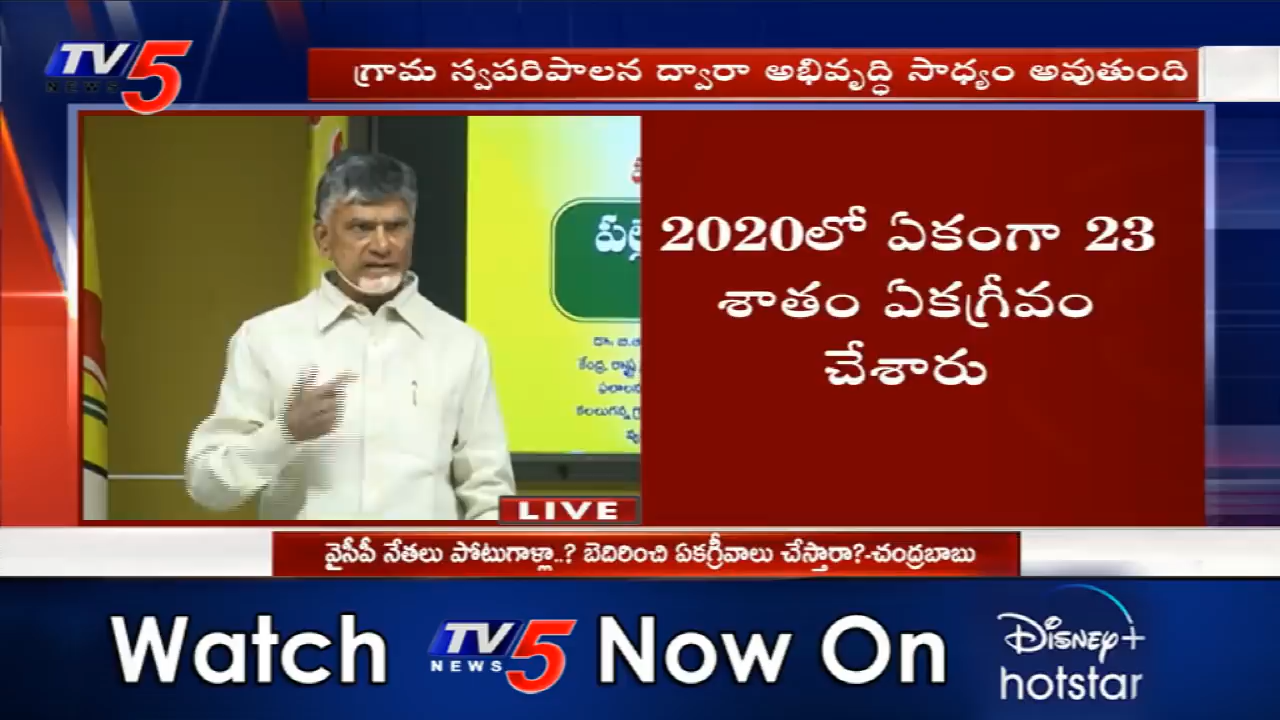 TV5
NEWS
గ్రామ స్వపరిపాలన ద్వారా అభివృద్ధి సాధ్యం అవుతుంది
2020లో ఏకంగా 23
శాతం ఏకగ్రీవం
చేశారు
కేంద్ర, రాష్ట్ర
LIVE
వైసీపీ నేతలు పోటుగాళ్లా..? బెదిరించి ఏకగ్రీవాలు చేస్తారా?-చంద్రబాబు
Watch TV5 NEWS Now On Disney+ hotstar